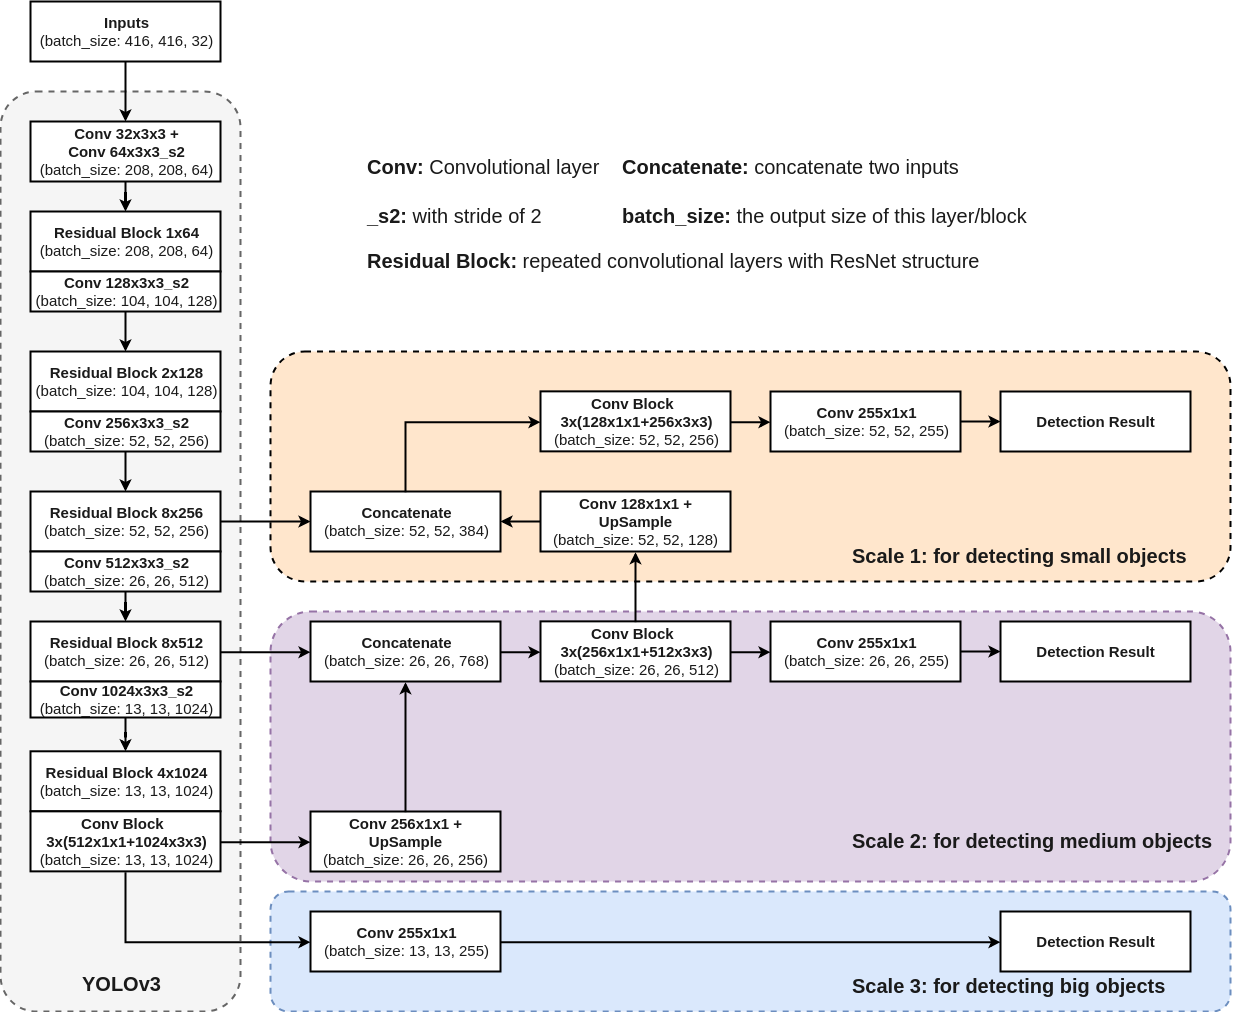 Inputs
(batch_size: 416, 416, 32)
Conv 32x3x3 +
Conv 64x3x3_s2
(batch_size: 208, 208, 64)
Residual Block 1x64
(batch_size: 208, 208, 64)
Conv 128x3x3_s2
(batch_size: 104, 104, 128)
Residual Block 2x128
(batch_size: 104, 104, 128)
Conv 256x3x3_s2
(batch_size: 52, 52, 256)
Residual Block 8x256
(batch_size: 52, 52, 256)
Conv 512x3x3_s2
(batch_size: 26, 26, 512)
Residual Block 8x512
(batch_size: 26, 26, 512)
Conv 1024x3x3_s2
(batch_size: 13, 13, 1024)
Residual Block 4x1024
(batch_size: 13, 13, 1024)
Conv Block
3x(512x1x1+1024x3x3)
(batch_size: 13, 13, 1024)
YOLOv3
Conv: Convolutional layer Concatenate: concatenate two inputs
_s2: with stride of 2 batch_size: the output size of this layer/block
Residual Block: repeated convolutional layers with ResNet structure
Conv Block
3x(128x1x1+256x3x3)
(batch_size: 52, 52, 256)
Conv 255x1x1
(batch_size: 52, 52, 255)
Detection Result
Concatenate
(batch_size: 52, 52, 384)
Conv 128x1x1 +
UpSample
(batch_size: 52, 52, 128)
Scale 1: for detecting small objects
Concatenate
(batch_size: 26, 26, 768)
Conv Block
3x(256x1x1+512x3x3)
(batch_size: 26, 26, 512)
Conv 255x1x1
(batch_size: 26, 26, 255)
Detection Result
Conv 256x1x1 +
UpSample
(batch_size: 26, 26, 256)
Scale 2: for detecting medium objects
Conv 255x1x1
(batch_size: 13, 13, 255)
Detection Result
Scale 3: for detecting big objects